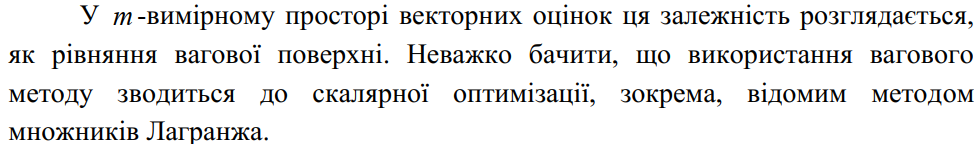 У m-вимірному просторі векторних оцінок ця залежність розглядається,
як рівняння вагової поверхні. Неважко бачити, що використання вагового
методу зводиться до скалярної оптимізації, зокрема, відомим методом
множників Лагранжа.